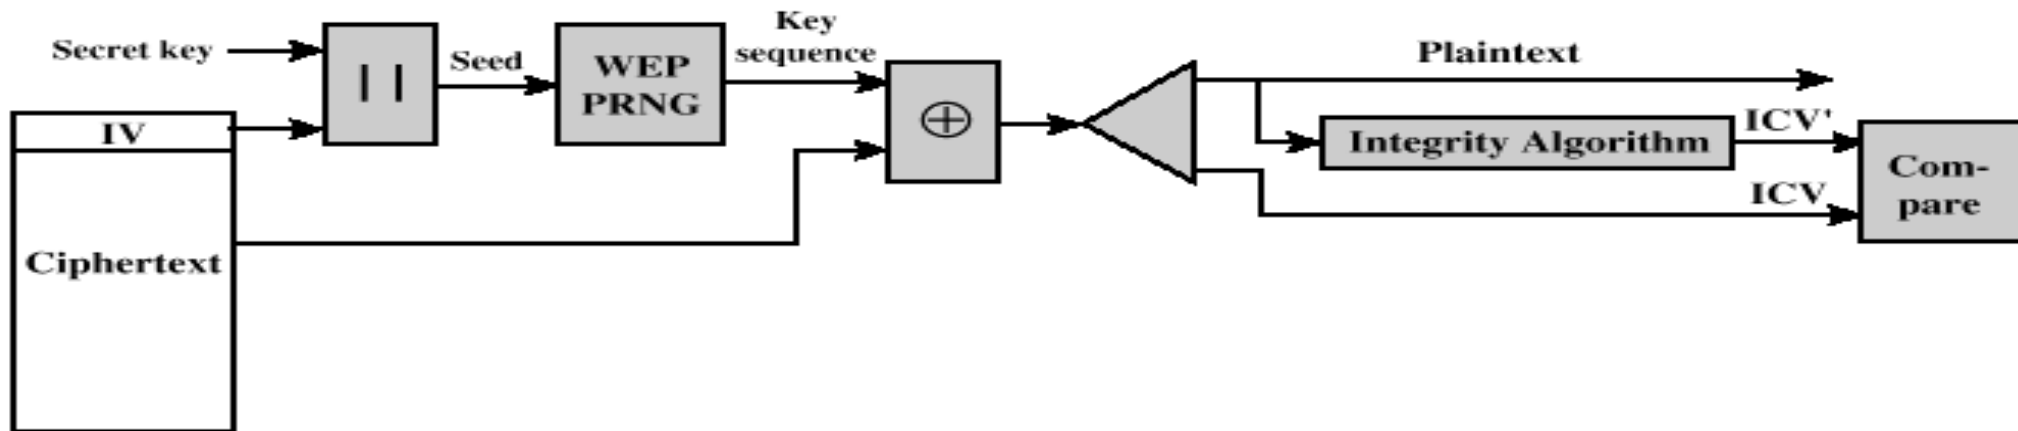 Secret key
IV
Ciphertext
| |
Seed
WEP
PRNG
Key
sequence
⊕
Plaintext
Integrity Algorithm
ICV'
ICV
Com-
pare